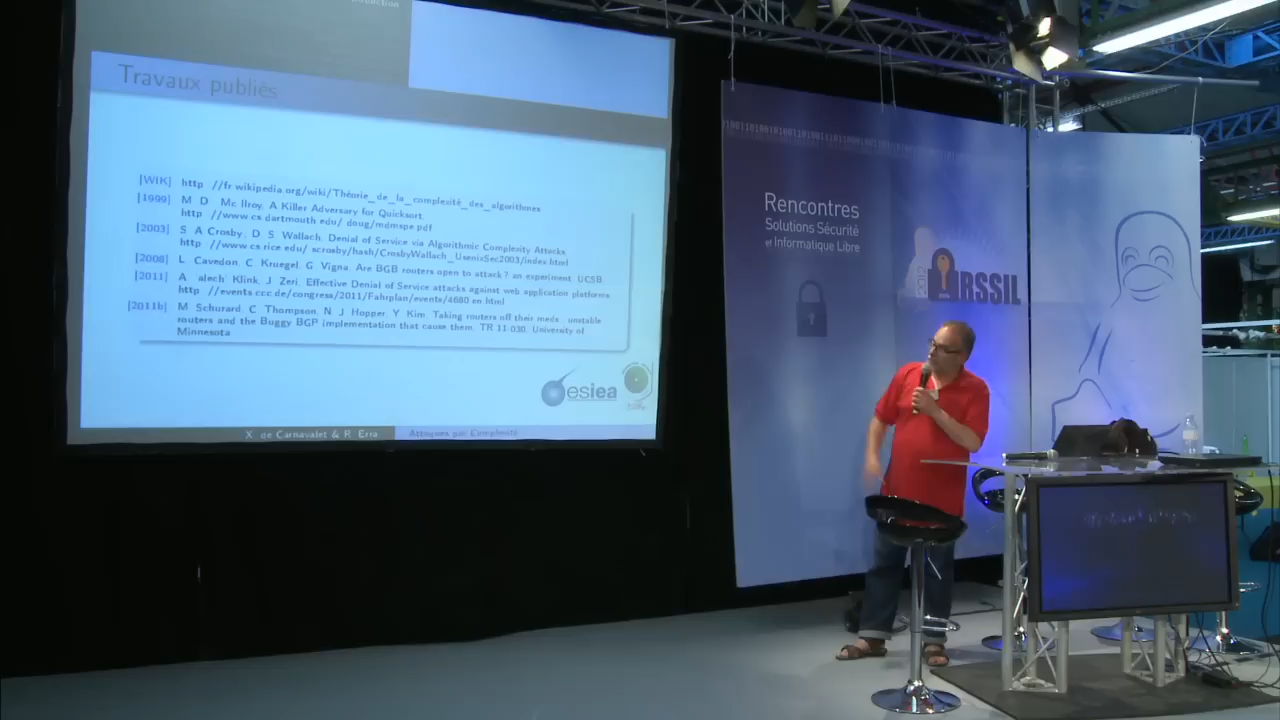 Travaux publiés
[WIK] http //fr wikipedia org/wiki/Théorie_de_la_complexité_des_algorithmes
[1999] M D Mc Ilroy. A Killer Adversary for Quicksort
http //www cs dartmouth edu/ doug/mdmspe pdf
[2003] S A Crosby, D S Wallach. Denial of Service via Algorithmic Complexity Attacks
http //www cs rice edu/ scrosby/hash/CrosbyWallach_UsenixSec2003/index html
[2008] L Cavedon, C Kruegel, G Vigna. Are BGB routers open to attack? an experiment UCSB
[2011] A alech Klink, J Zeri. Effective Denial of Service attacks against web application platforms
http //events ccc de/congress/2011/Fahrplan/events/4680 en html
[2011b] M Schurard C Thompson, N J Hopper Y Kim. Taking routers off their meds unstable
routers and the Buggy BGP implementation that cause them. TR 11-030. University of
Minnesota
esiea
X de Carnavalet & R Erra
Attaques par Complexité
Rencontres
Solutions Sécurité
et Informatique Libre
RSSIL